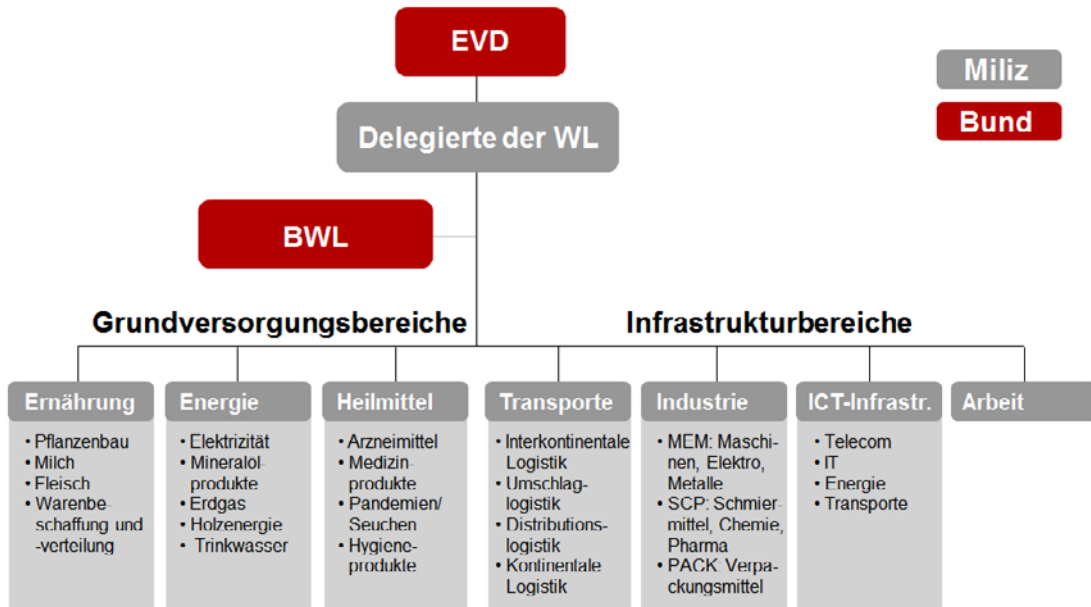 EVD
Miliz
Delegierte der WL
Bund
BWL
Grundversorgungsbereiche
Infrastrukturbereiche
Ernährung
• Pflanzenbau
• Milch
• Fleisch
• Warenbe-
schaffung und
-verteilung
Energie
• Elektrizität
• Mineralöl-
produkte
• Erdgas
• Holzenergie
• Trinkwasser
Heilmittel
• Arzneimittel
• Medizin-
produkte
• Pandemien/
Seuchen
• Hygiene-
produkte
Transporte
• Interkontinentale
Logistik
• Umschlag-
logistik
• Distributions-
logistik
• Kontinentale
Logistik
Industrie
• MEM: Maschi-
nen, Elektro,
Metalle
• SCP: Schmier-
mittel, Chemie,
Pharma
• PACK: Verpa-
ckungsmittel
ICT-Infrastr.
• Telecom
• IT
• Energie
• Transporte
Arbeit